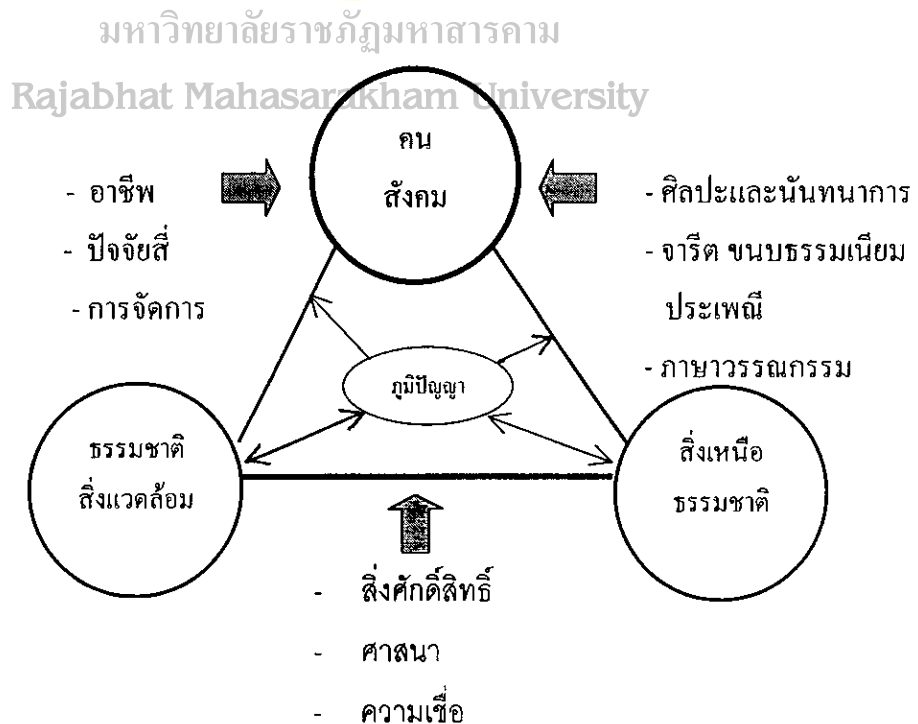 มหาวิทยาลัยราชภัฏมหาสารคาม
Rajabhat Mahasarakham University
คน
สังคม
- อาชีพ
- ปัจจัยสี่
- การจัดการ
- ศิลปะและนันทนาการ
- จารีต ขนบธรรมเนียม
ประเพณี
- ภาษาวรรณกรรม
ภูมิปัญญา
ธรรมชาติ
สิ่งแวดล้อม
สิ่งเหนือ
ธรรมชาติ
- สิ่งศักดิ์สิทธิ์
- ศาสนา
- ความเชื่อ